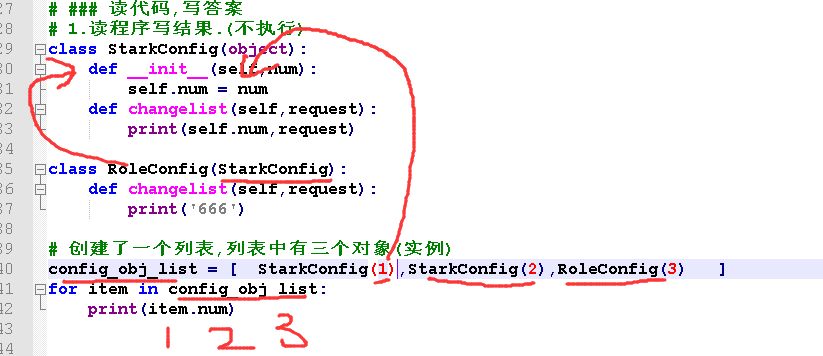 27 # ### 读代码,写答案
28 # 1.读程序写结果.(不执行)
29 class StarkConfig(object):
30     def __init__(self,num):
31         self.num = num
32     def changelist(self,request):
33         print(self.num,request)
34
35 class RoleConfig(StarkConfig):
36     def changelist(self,request):
37         print('666')
38
39 # 创建了一个列表,列表中有三个对象(实例)
40 config_obj_list = [  StarkConfig(1),StarkConfig(2),RoleConfig(3)   ]
41 for item in config_obj_list:
42     print(item.num)
43
1 2 3
44